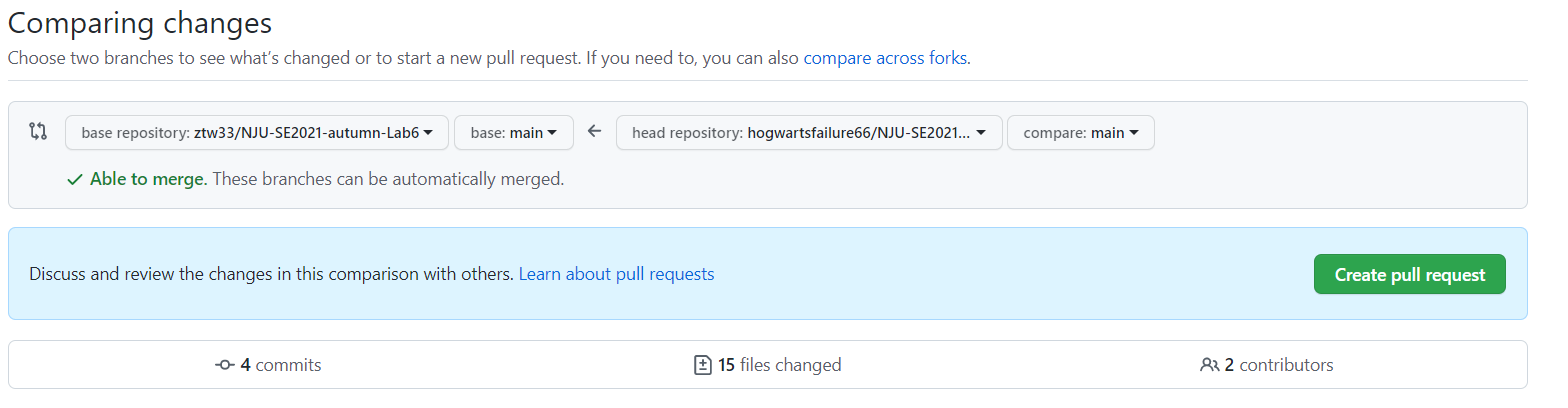 Comparing changes
Choose two branches to see what’s changed or to start a new pull request. If you need to, you can also compare across forks.
base repository: ztw33/NJU-SE2021-autumn-Lab6 base: main head repository: hogwartsfailure66/NJU-SE2021... compare: main
Able to merge. These branches can be automatically merged.
Discuss and review the changes in this comparison with others. Learn about pull requests Create pull request
4 commits 15 files changed 2 contributors